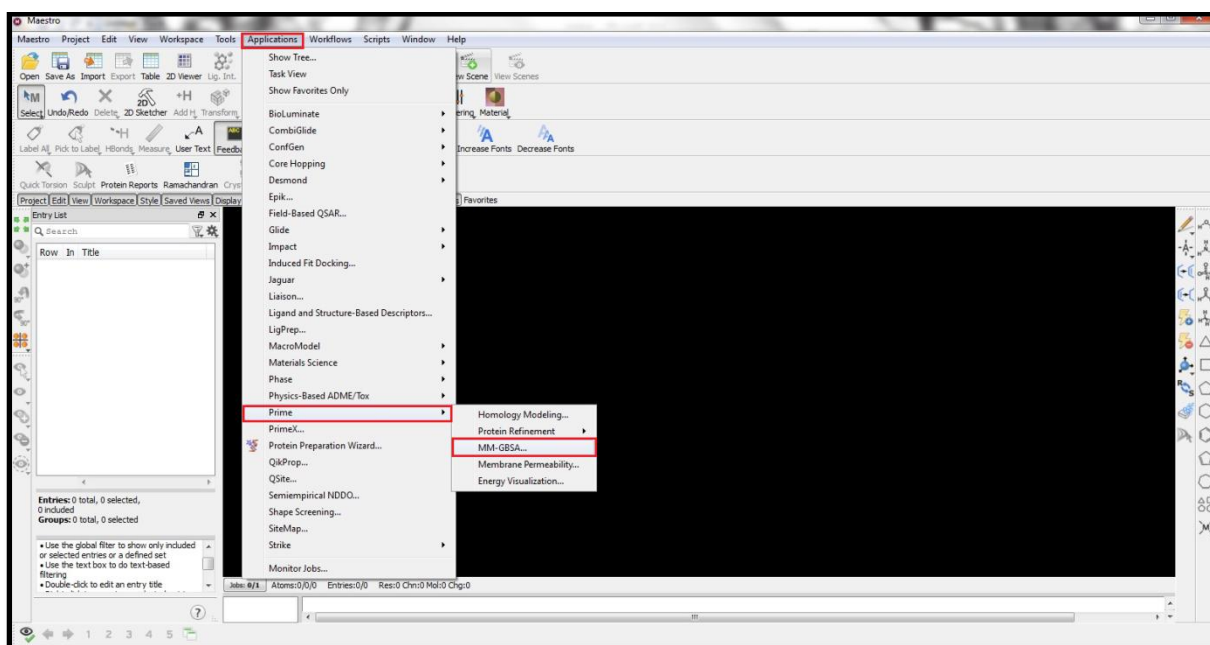 Maestro
Maestro Project Edit View Workspace Tools Applications Workflows Scripts Window Help
Open Save As Import Export Table 2D Viewer Lig. Int. View Scenes
Select Undo/Redo Delete 2D Sketcher Add H Transform Material
Label All Pick to Label HBonds Measure User Text Increase Fonts Decrease Fonts
Quick Torsion Sculpt Protein Reports Ramachandran
Project Edit View Workspace Style Saved Views Display Favorites
Entry List
Search
Row In Title
Show Tree...
Task View
Show Favorites Only
BioLuminate
CombiGlide
ConfGen
Core Hopping
Desmond
Epik...
Field-Based QSAR...
Glide
Impact
Induced Fit Docking...
Jaguar
Liaison...
Ligand and Structure-Based Descriptors...
LigPrep...
MacroModel
Materials Science
Phase
Physics-Based ADME/Tox
Prime
PrimeX...
Protein Preparation Wizard...
QikProp...
QSite...
Semiempirical NDDO...
Shape Screening...
SiteMap...
Strike
Monitor Jobs...
Homology Modeling...
Protein Refinement
MM-GBSA...
Membrane Permeability...
Energy Visualization...
Entries: 0 total, 0 selected,
0 included
Groups: 0 total, 0 selected
• Use the global filter to show only included
or selected entries or a defined set
• Use the text box to do text-based
filtering
• Double-click to edit an entry title
Jobs: 0/1 Atoms:0/0/0 Entries:0/0 Res:0 Chn:0 Mol:0 Chg:0
1 2 3 4 5